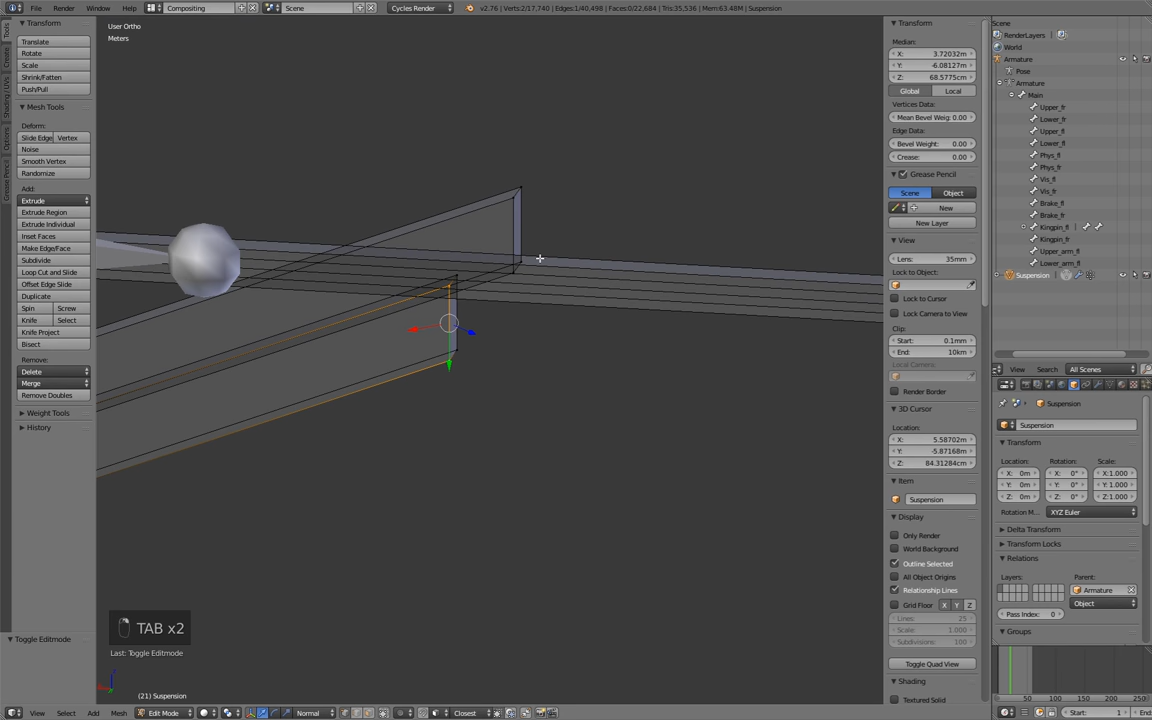 File Render Window Help Compositing Scene Cycles Render v2.76 | Verts:2/17,740 | Edges:1/40,498 | Faces:0/22,684 | Tris:35,536 | Mem:63.48M | Suspension
Tools
Create
Shading / UVs
Options
Grease Pencil
Transform
Translate
Rotate
Scale
Shrink/Fatten
Push/Pull
Mesh Tools
Deform:
Slide Edge Vertex
Noise
Smooth Vertex
Randomize
Add:
Extrude
Extrude Region
Extrude Individual
Inset Faces
Make Edge/Face
Subdivide
Loop Cut and Slide
Offset Edge Slide
Duplicate
Spin Screw
Knife Select
Knife Project
Bisect
Remove:
Delete
Merge
Remove Doubles
Weight Tools
History
Toggle Editmode
User Ortho
Meters
TAB x2
Last: Toggle Editmode
(21) Suspension
View Select Add Mesh Edit Mode Normal Closest
Transform
Median:
X: 3.72032m
Y: -6.08127m
Z: 68.5775cm
Global Local
Vertices Data:
Mean Bevel Weig: 0.00
Edge Data:
Bevel Weight: 0.00
Crease: 0.00
Grease Pencil
Scene Object
New
New Layer
View
Lens: 35mm
Lock to Object:
Lock to Cursor
Lock Camera to View
Clip:
Start: 0.1mm
End: 10km
Local Camera:
Render Border
3D Cursor
Location:
X: 5.58702m
Y: -5.87168m
Z: 84.31284cm
Item
Suspension
Display
Only Render
World Background
Outline Selected
All Object Origins
Relationship Lines
Grid Floor X Y Z
Lines: 25
Scale: 1.000
Subdivisions: 100
Toggle Quad View
Shading
Textured Solid
Scene
RenderLayers
World
Armature
Pose
Armature
Main
Upper_fr
Lower_fr
Upper_fl
Lower_fl
Phys_fl
Phys_fr
Vis_fl
Vis_fr
Brake_fl
Brake_fr
Kingpin_fl
Kingpin_fr
Upper_arm_fl
Lower_arm_fl
Suspension
View Search All Scenes
Suspension
Suspension
Transform
Location: Rotation: Scale:
X: 0m X: 0° X:1.000
Y: 0m Y: 0° Y: 1.000
Z: 0m Z: 0° Z:1.000
Rotation M... XYZ Euler
Delta Transform
Transform Locks
Relations
Layers: Parent:
Armature
Object
Pass Index: 0
Groups
50 100 150 200 250
Start: 1 End